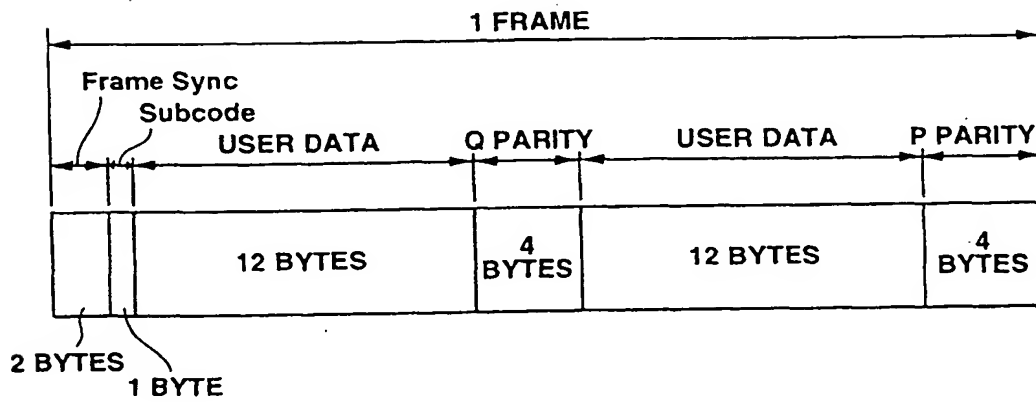 1 FRAME
Frame Sync
Subcode
USER DATA
Q PARITY
USER DATA
P PARITY
12 BYTES
4
BYTES
12 BYTES
4
BYTES
2 BYTES
1 BYTE